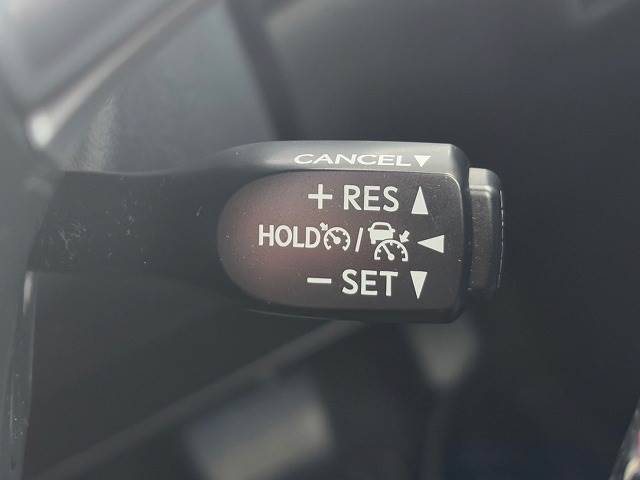 CANCEL▼
+ RES ▲
HOLD / ◀
− SET ▼